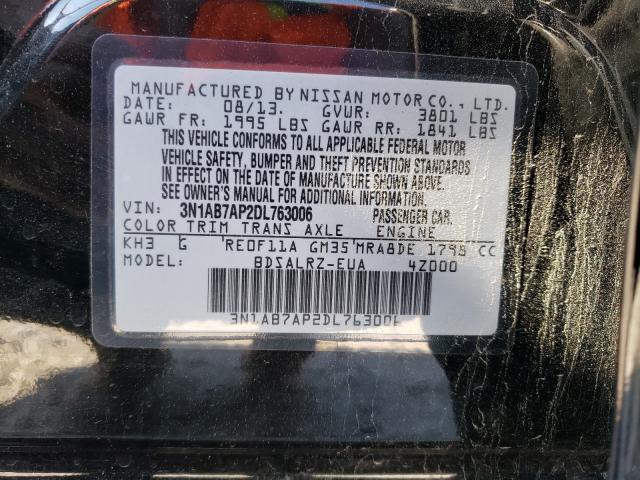 MANUFACTURED BY NISSAN MOTOR CO., LTD.
DATE: 08/13. GVWR: 3801 LBS
GAWR FR: 1995 LBS GAWR RR: 1841 LBS
THIS VEHICLE CONFORMS TO ALL APPLICABLE FEDERAL MOTOR
VEHICLE SAFETY, BUMPER AND THEFT PREVENTION STANDARDS
IN EFFECT ON THE DATE OF MANUFACTURE SHOWN ABOVE.
SEE OWNER'S MANUAL FOR ADDITIONAL INFORMATION.
VIN: 3N1AB7AP2DL763006 PASSENGER CAR.
COLOR TRIM TRANS AXLE ENGINE
KH3 G RE0F11A GM35 MRA8DE 1798 CC
MODEL: BDSALRZ-EUA 4Z000
3N1AB7AP2DL763006